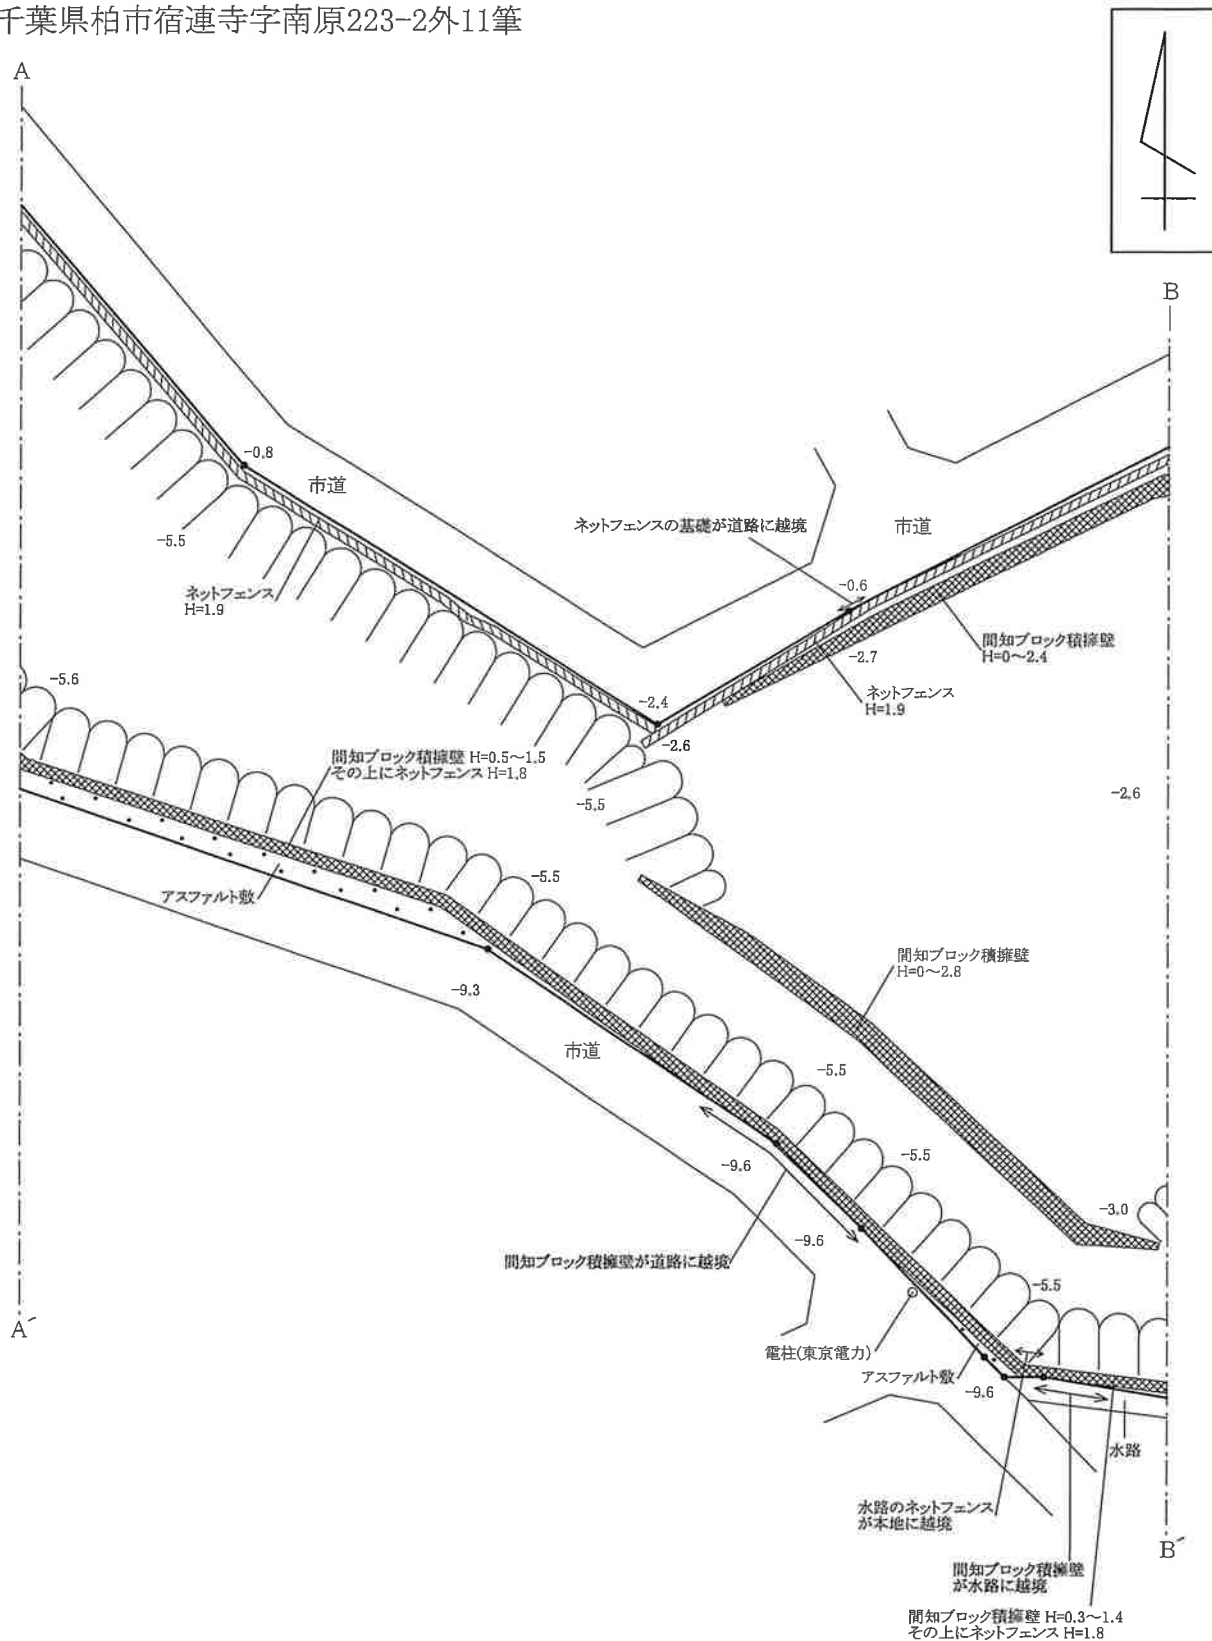 千葉県柏市宿連寺字南原223-2外11筆
A
B
-0.8
市道
ネットフェンスの基礎が道路に越境
市道
-5.5
-0.6
ネットフェンス
H=1.9
間知ブロック積擁壁
H=0～2.4
-2.7
-5.6
ネットフェンス
H=1.9
-2.4
-2.6
間知ブロック積擁壁 H=0.5～1.5
その上にネットフェンス H=1.8
-5.5
-2.6
アスファルト敷
-5.5
間知ブロック積擁壁
H=0～2.8
-9.3
市道
-5.5
-5.5
-9.6
-3.0
-9.6
間知ブロック積擁壁が道路に越境
-5.5
A´
電柱(東京電力)
アスファルト敷
-9.6
水路
水路のネットフェンス
が本地に越境
B´
間知ブロック積擁壁
が水路に越境
間知ブロック積擁壁 H=0.3～1.4
その上にネットフェンス H=1.8